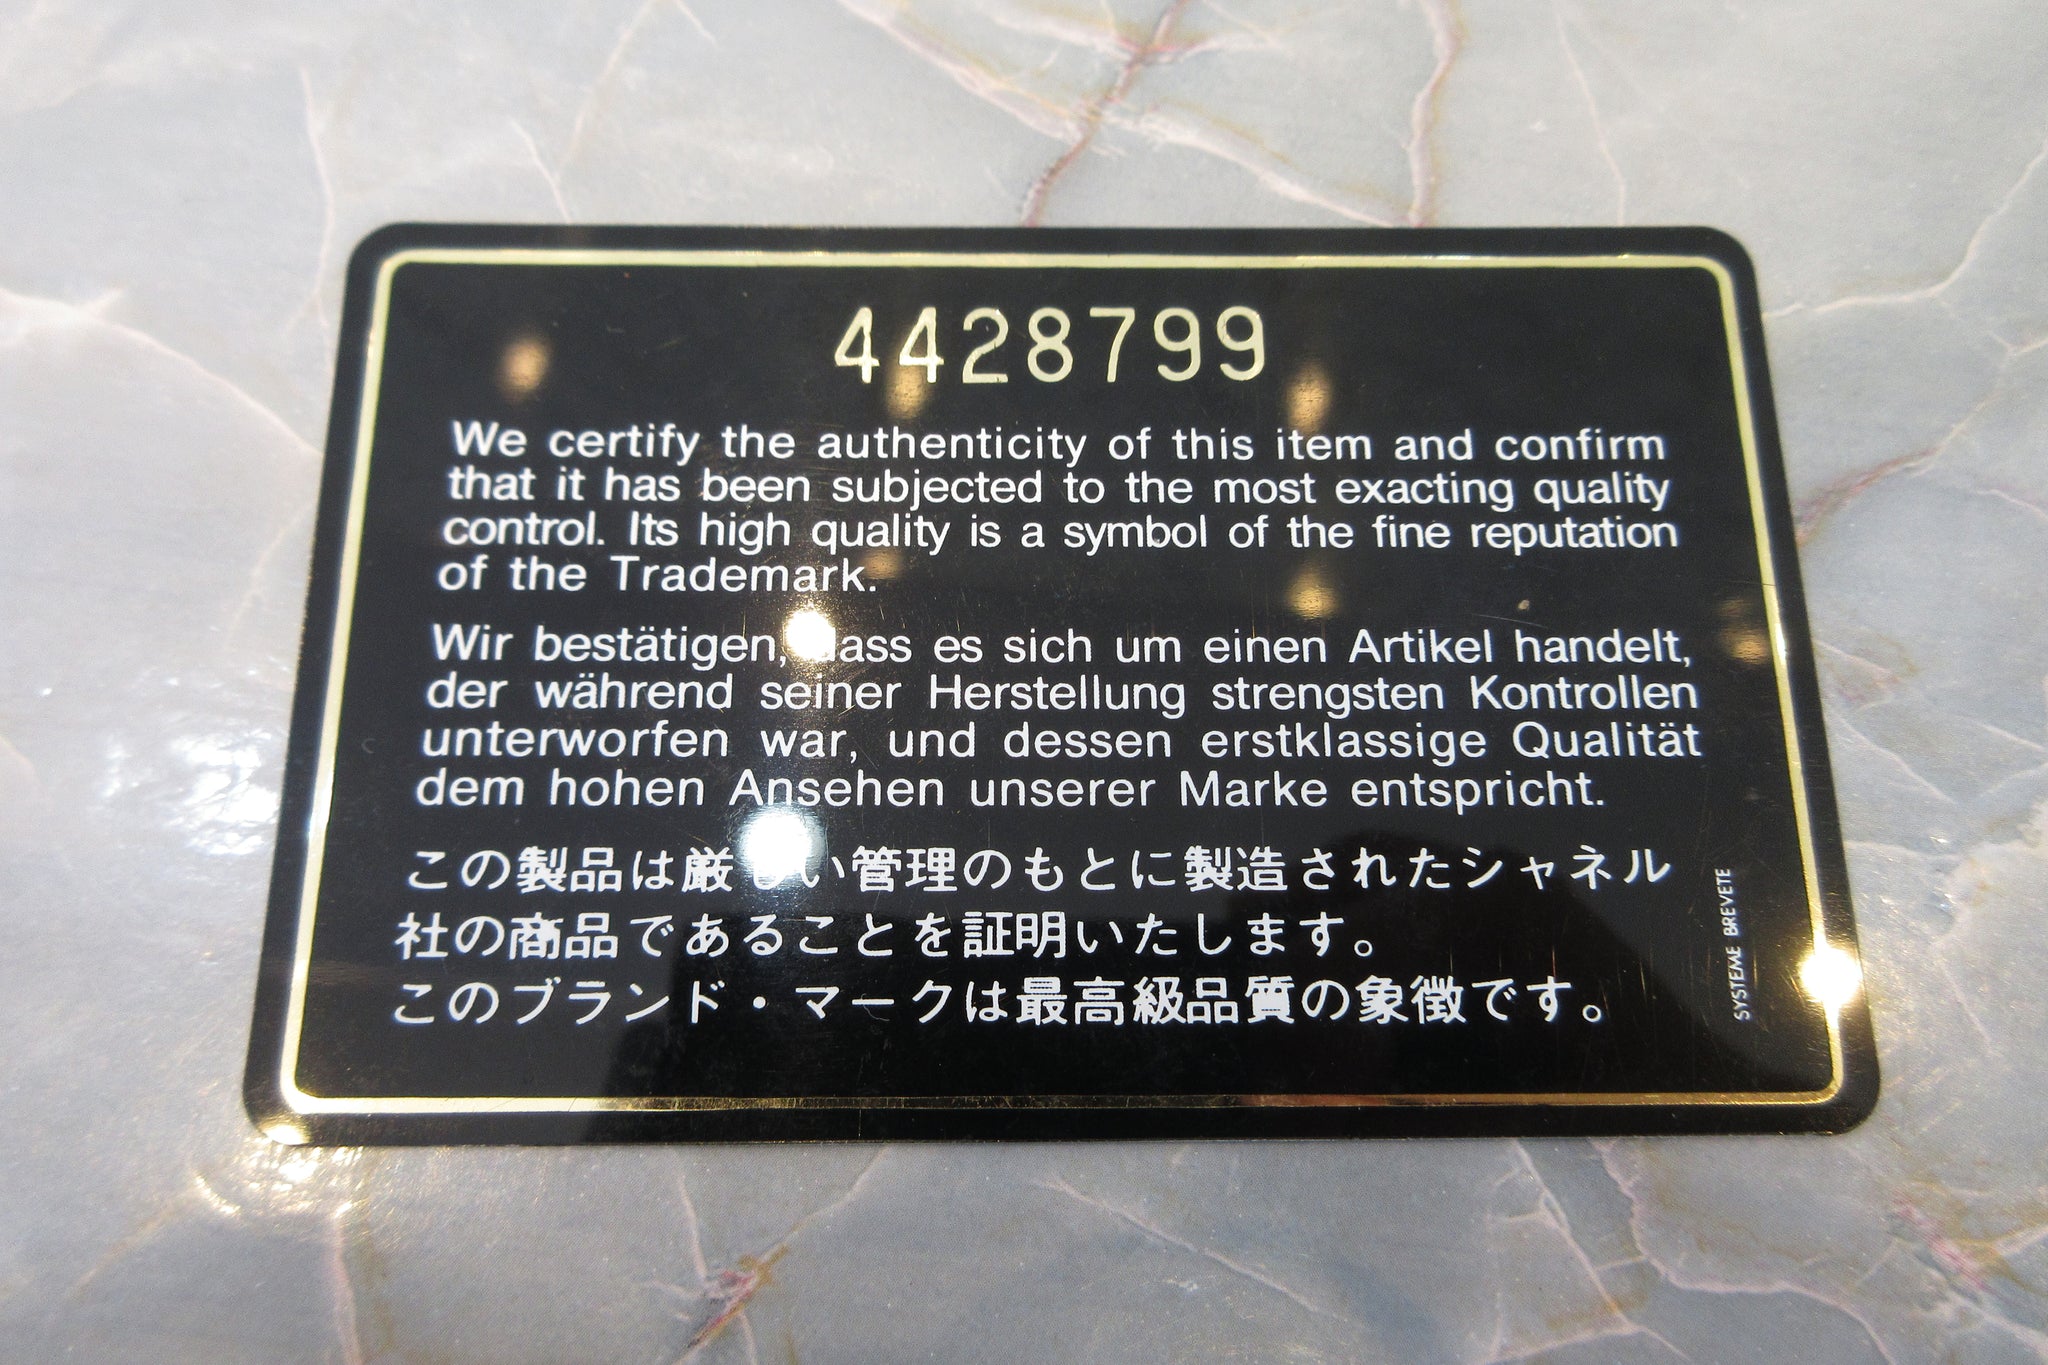 4428799
We certify the authenticity of this item and confirm
that it has been subjected to the most exacting quality
control. Its high quality is a symbol of the fine reputation
of the Trademark.
Wir bestätigen, dass es sich um einen Artikel handelt,
der während seiner Herstellung strengsten Kontrollen
unterworfen war, und dessen erstklassige Qualität
dem hohen Ansehen unserer Marke entspricht.
この製品は厳しい管理のもとに製造されたシャネル
社の商品であることを証明いたします。
このブランド・マークは最高級品質の象徴です。
SYSTEME BREVETE